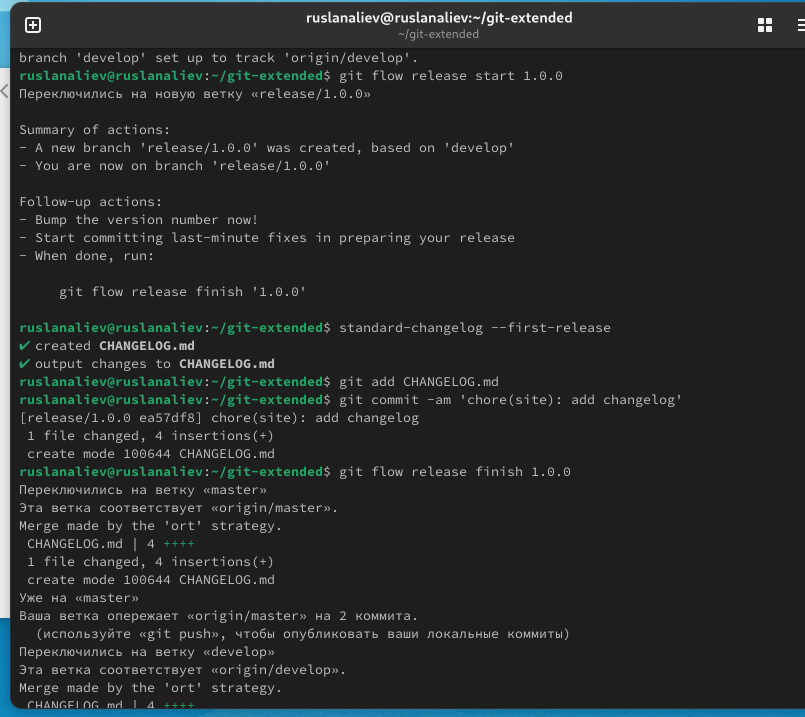 ruslanaliev@ruslanaliev:~/git-extended
~/git-extended
branch 'develop' set up to track 'origin/develop'.
ruslanaliev@ruslanaliev:~/git-extended$ git flow release start 1.0.0
Переключились на новую ветку «release/1.0.0»
Summary of actions:
- A new branch 'release/1.0.0' was created, based on 'develop'
- You are now on branch 'release/1.0.0'
Follow-up actions:
- Bump the version number now!
- Start committing last-minute fixes in preparing your release
- When done, run:
git flow release finish '1.0.0'
ruslanaliev@ruslanaliev:~/git-extended$ standard-changelog --first-release
✔ created CHANGELOG.md
✔ output changes to CHANGELOG.md
ruslanaliev@ruslanaliev:~/git-extended$ git add CHANGELOG.md
ruslanaliev@ruslanaliev:~/git-extended$ git commit -am 'chore(site): add changelog'
[release/1.0.0 ea57df8] chore(site): add changelog
1 file changed, 4 insertions(+)
create mode 100644 CHANGELOG.md
ruslanaliev@ruslanaliev:~/git-extended$ git flow release finish 1.0.0
Переключились на ветку «master»
Эта ветка соответствует «origin/master».
Merge made by the 'ort' strategy.
CHANGELOG.md | 4 ++++
1 file changed, 4 insertions(+)
create mode 100644 CHANGELOG.md
Уже на «master»
Ваша ветка опережает «origin/master» на 2 коммита.
(используйте «git push», чтобы опубликовать ваши локальные коммиты)
Переключились на ветку «develop»
Эта ветка соответствует «origin/develop».
Merge made by the 'ort' strategy.
CHANGELOG.md | 4 ++++